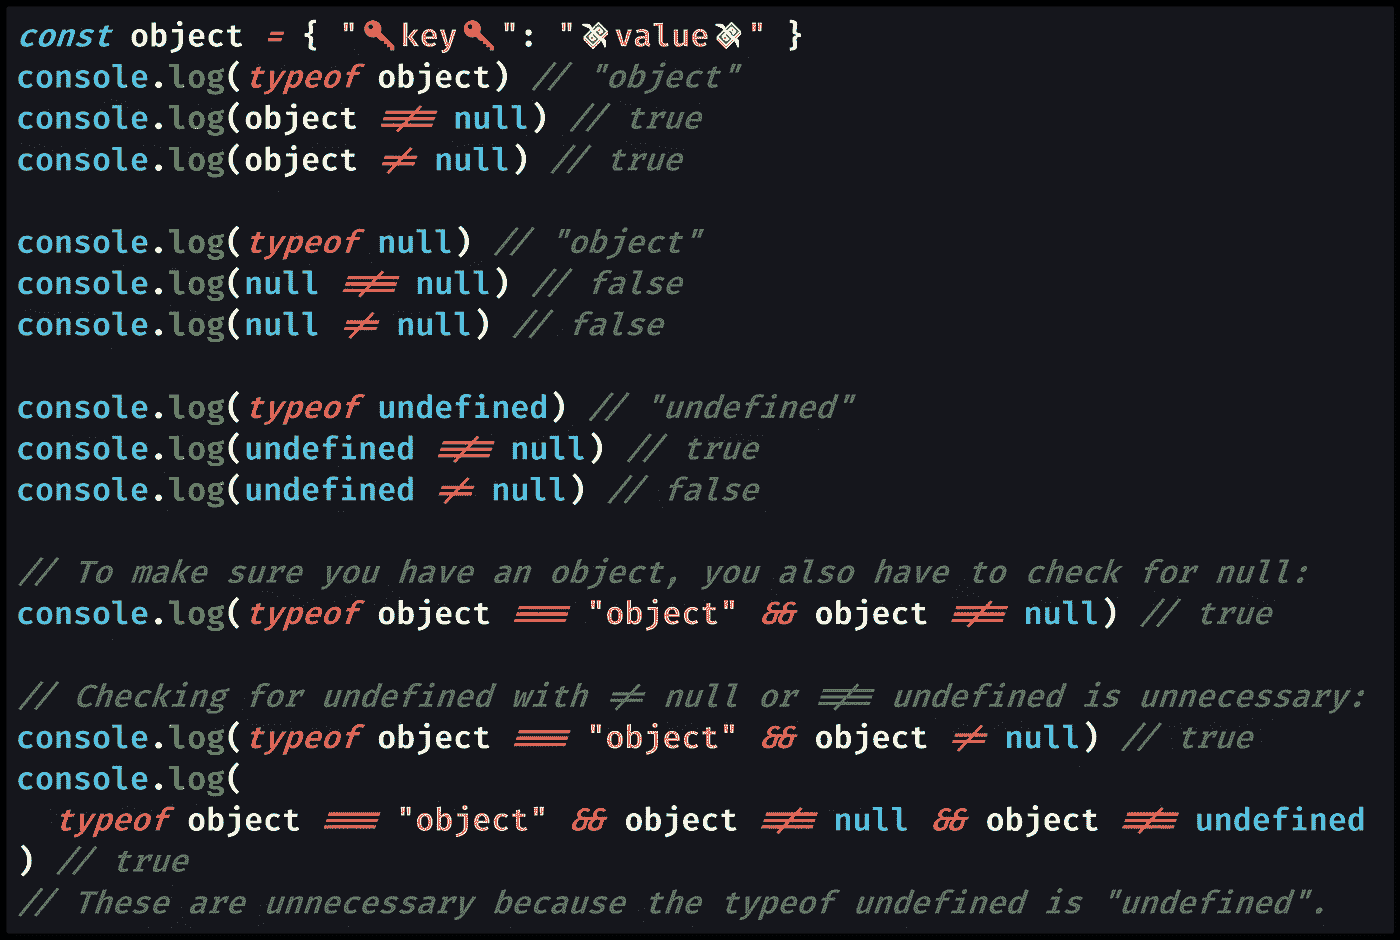 const object = { "🔑key🔑": "💸value💸" }
console.log(typeof object) // "object"
console.log(object !== null) // true
console.log(object != null) // true
console.log(typeof null) // "object"
console.log(null !== null) // false
console.log(null != null) // false
console.log(typeof undefined) // "undefined"
console.log(undefined !== null) // true
console.log(undefined != null) // false
// To make sure you have an object, you also have to check for null:
console.log(typeof object === "object" && object !== null) // true
// Checking for undefined with != null or !== undefined is unnecessary:
console.log(typeof object === "object" && object != null) // true
console.log(
  typeof object === "object" && object !== null && object !== undefined
) // true
// These are unnecessary because the typeof undefined is "undefined".